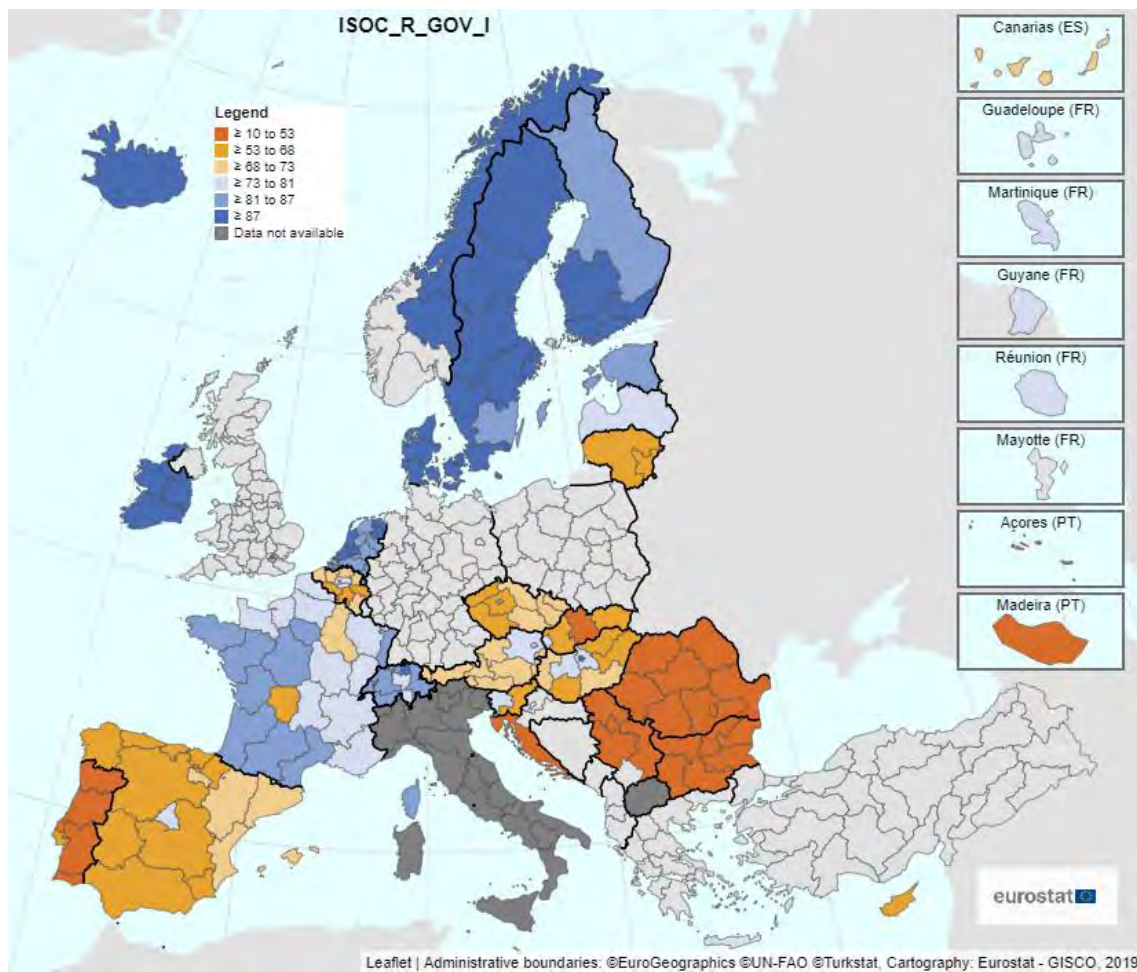 ISOC_R_GOV_I
Legend
≥ 10 to 53
≥ 53 to 68
≥ 68 to 73
≥ 73 to 81
≥ 81 to 87
≥ 87
Data not available
Canarias (ES)
Guadeloupe (FR)
Martinique (FR)
Guyane (FR)
Réunion (FR)
Mayotte (FR)
Açores (PT)
Madeira (PT)
eurostat
Leaflet | Administrative boundaries: ©EuroGeographics ©UN-FAO ©Turkstat, Cartography: Eurostat - GISCO, 2019